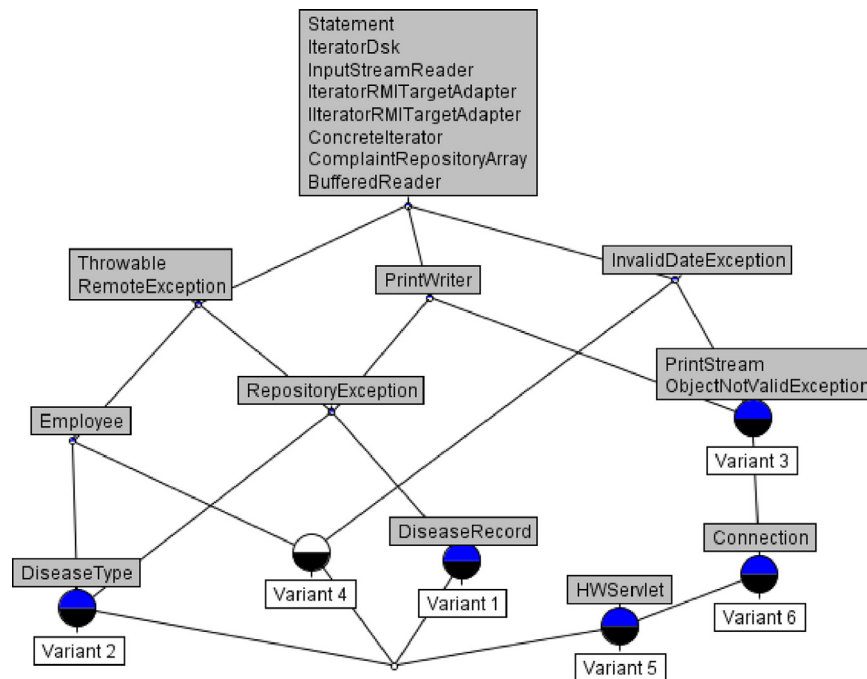 Statement
IteratorDsk
InputStreamReader
IteratorRMITargetAdapter
IIteratorRMITargetAdapter
ConcreteIterator
ComplaintRepositoryArray
BufferedReader
Throwable
RemoteException
PrintWriter
InvalidDateException
PrintStream
ObjectNotValidException
RepositoryException
Employee
Variant 3
DiseaseRecord
Connection
DiseaseType
Variant 4
Variant 1
HWServlet
Variant 6
Variant 2
Variant 5